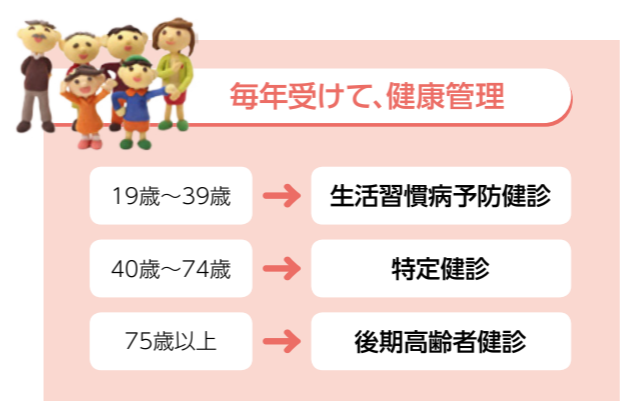 毎年受けて、健康管理
19歳～39歳 → 生活習慣病予防健診
40歳～74歳 → 特定健診
75歳以上 → 後期高齢者健診